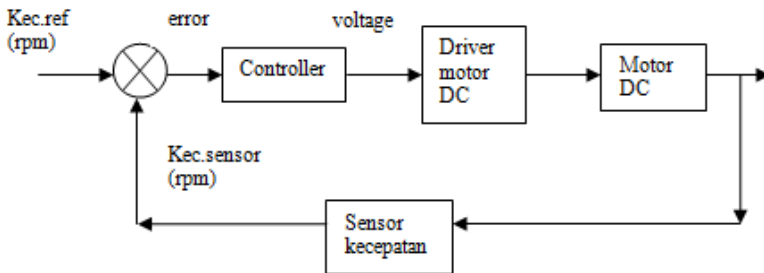 Kec.ref
(rpm)
error
voltage
Controller
Driver
motor
DC
Motor
DC
Kec.sensor
(rpm)
Sensor
kecepatan